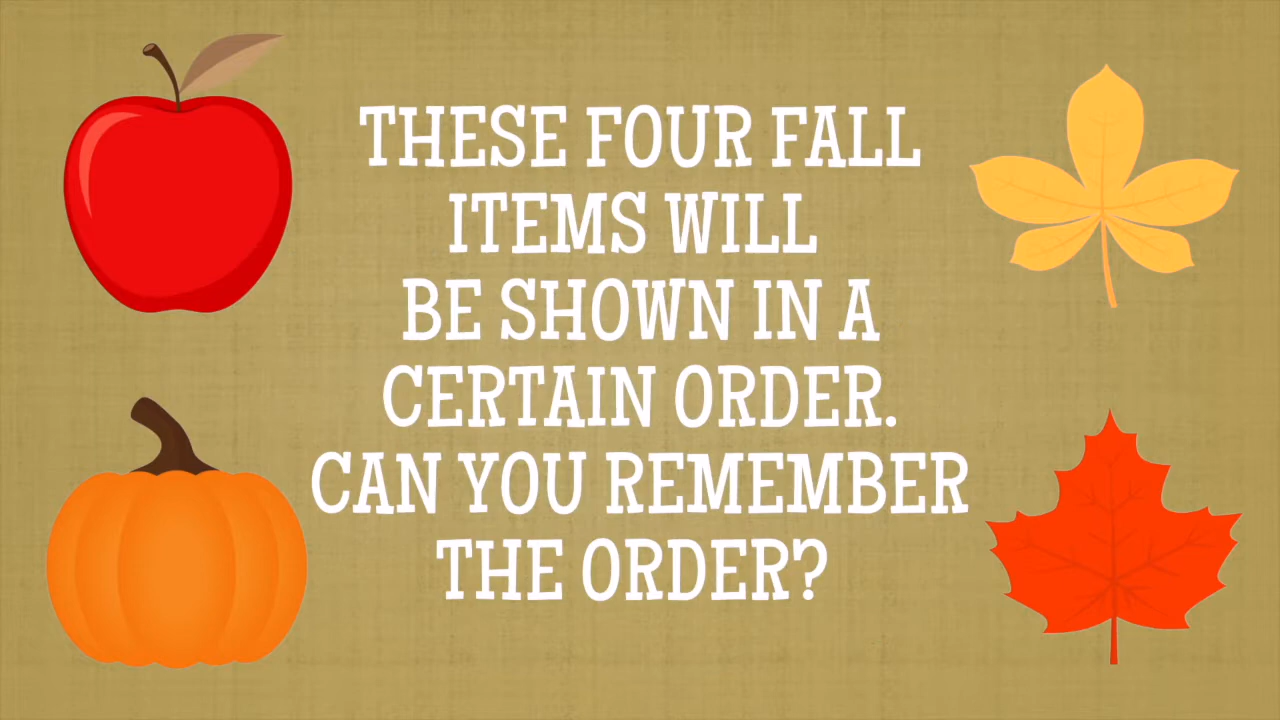 THESE FOUR FALL
ITEMS WILL
BE SHOWN IN A
CERTAIN ORDER.
CAN YOU REMEMBER
THE ORDER?